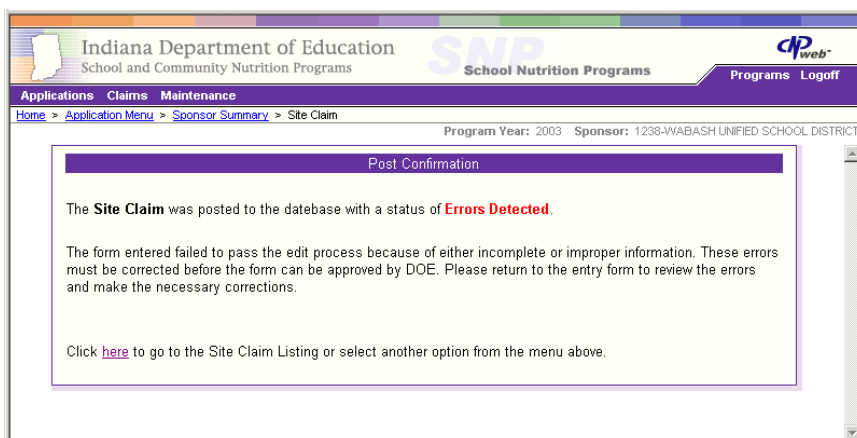 Indiana Department of Education
School and Community Nutrition Programs
SNP
School Nutrition Programs
CNPweb
Programs Logoff
Applications Claims Maintenance
Home > Application Menu > Sponsor Summary > Site Claim
Program Year: 2003 Sponsor: 1238-WABASH UNIFIED SCHOOL DISTRICT
Post Confirmation
The Site Claim was posted to the datebase with a status of Errors Detected.
The form entered failed to pass the edit process because of either incomplete or improper information. These errors
must be corrected before the form can be approved by DOE. Please return to the entry form to review the errors
and make the necessary corrections.
Click here to go to the Site Claim Listing or select another option from the menu above.